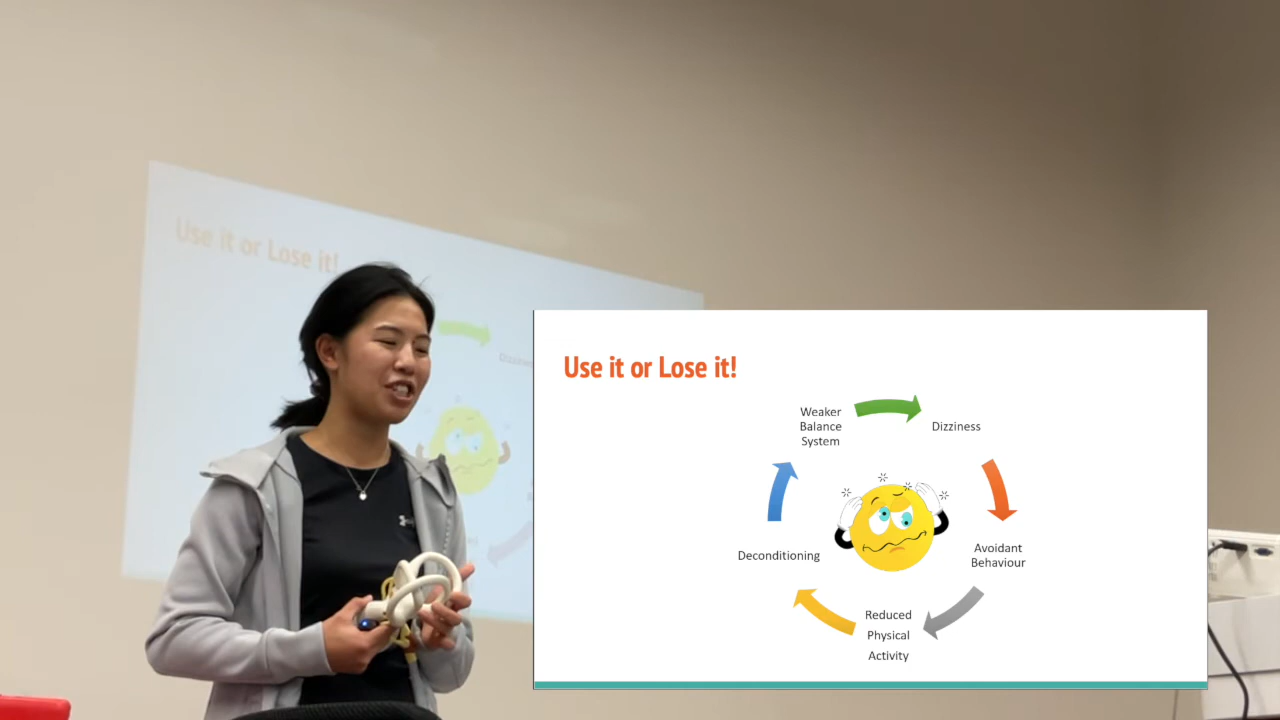 Use it or Lose it!
Use it or Lose it!
Weaker
Balance
System
Dizziness
Avoidant
Behaviour
Reduced
Physical
Activity
Deconditioning